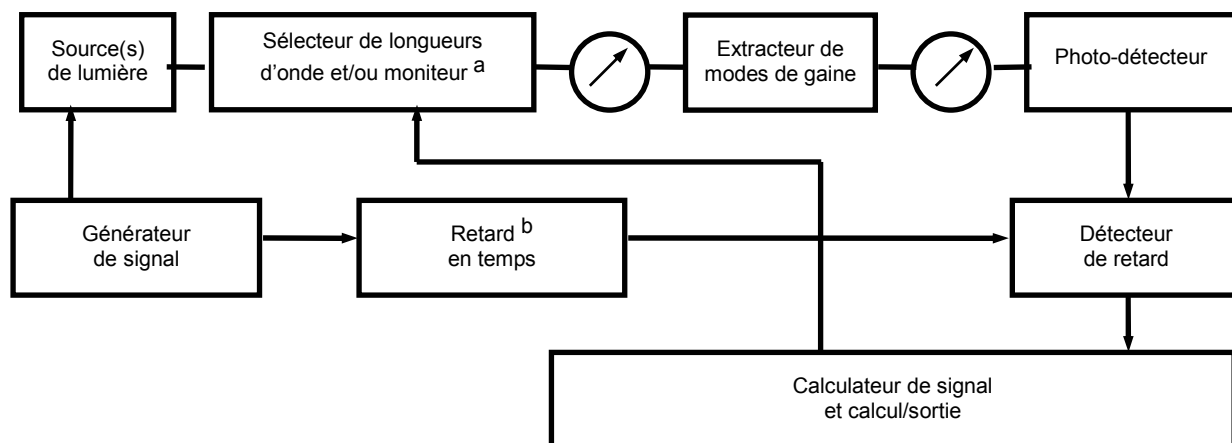 Source(s)
de lumière
Sélecteur de longueurs
d'onde et/ou moniteur a
Extracteur de
modes de gaine
Photo-détecteur
Générateur
de signal
Retard b
en temps
Détecteur
de retard
Calculateur de signal
et calcul/sortie